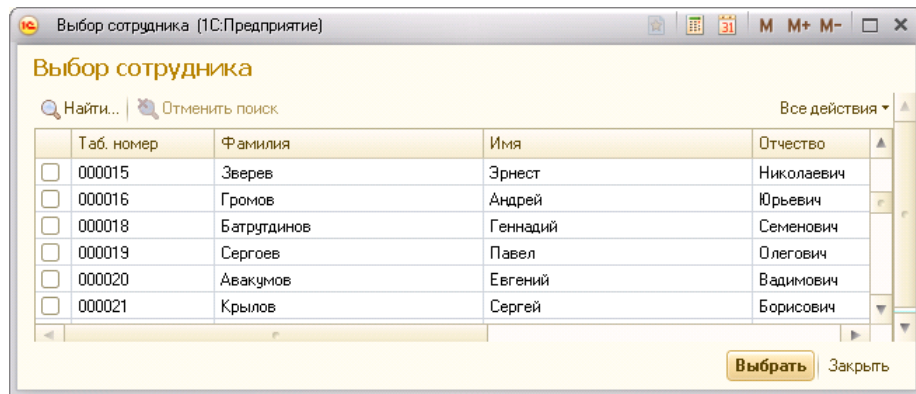 1С Выбор сотрудника (1С:Предприятие) 31 M M+ M-
Выбор сотрудника
Найти... Отменить поиск Все действия
Таб. номер Фамилия Имя Отчество
000015 Зверев Эрнест Николаевич
000016 Громов Андрей Юрьевич
000018 Батрутдинов Геннадий Семенович
000019 Сергоев Павел Олегович
000020 Авакумов Евгений Вадимович
000021 Крылов Сергей Борисович
Выбрать Закрыть